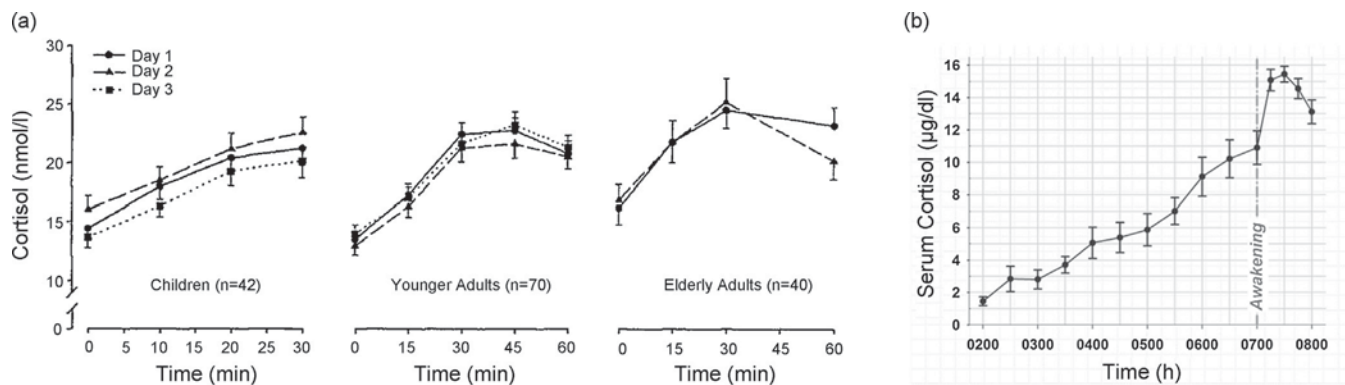 (a)
30
25
20
15
10
0
Cortisol (nmol/l)
Day 1
Day 2
Day 3
Children (n=42)
0 5 10 15 20 25 30
Time (min)
Younger Adults (n=70)
0 15 30 45 60
Time (min)
Elderly Adults (n=40)
0 15 30 45 60
Time (min)
(b)
16
14
12
10
8
6
4
2
0
Serum Cortisol (µg/dl)
Awakening
0200 0300 0400 0500 0600 0700 0800
Time (h)